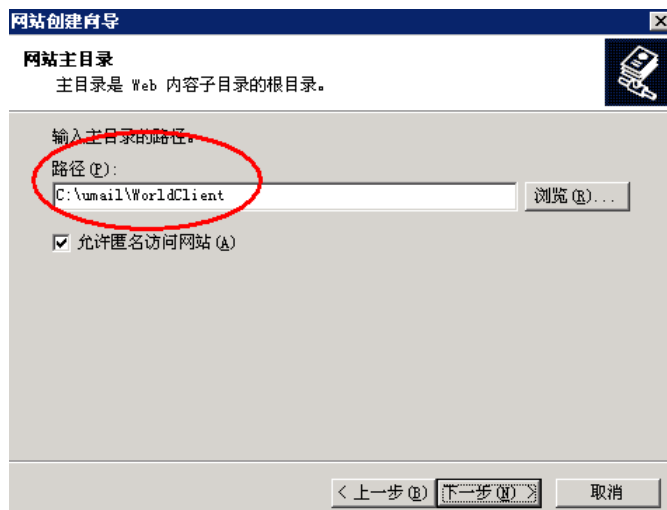 网站创建向导
网站主目录
主目录是 Web 内容子目录的根目录。
输入主目录的路径。
路径(P):
C:\umail\WorldClient
浏览(R)...
允许匿名访问网站(A)
< 上一步(B) 下一步(N) > 取消